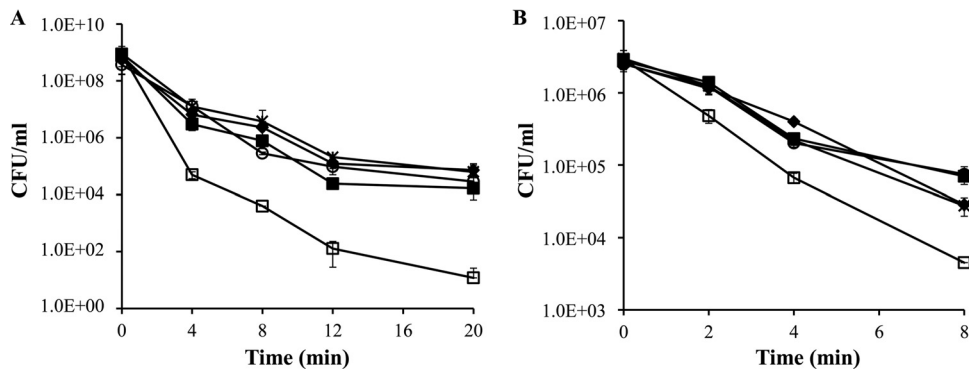 A
1.0E+10
1.0E+08
1.0E+06
1.0E+04
1.0E+02
1.0E+00
CFU/ml
0 4 8 12 16 20
Time (min)
B
1.0E+07
1.0E+06
1.0E+05
1.0E+04
1.0E+03
CFU/ml
0 2 4 6 8
Time (min)